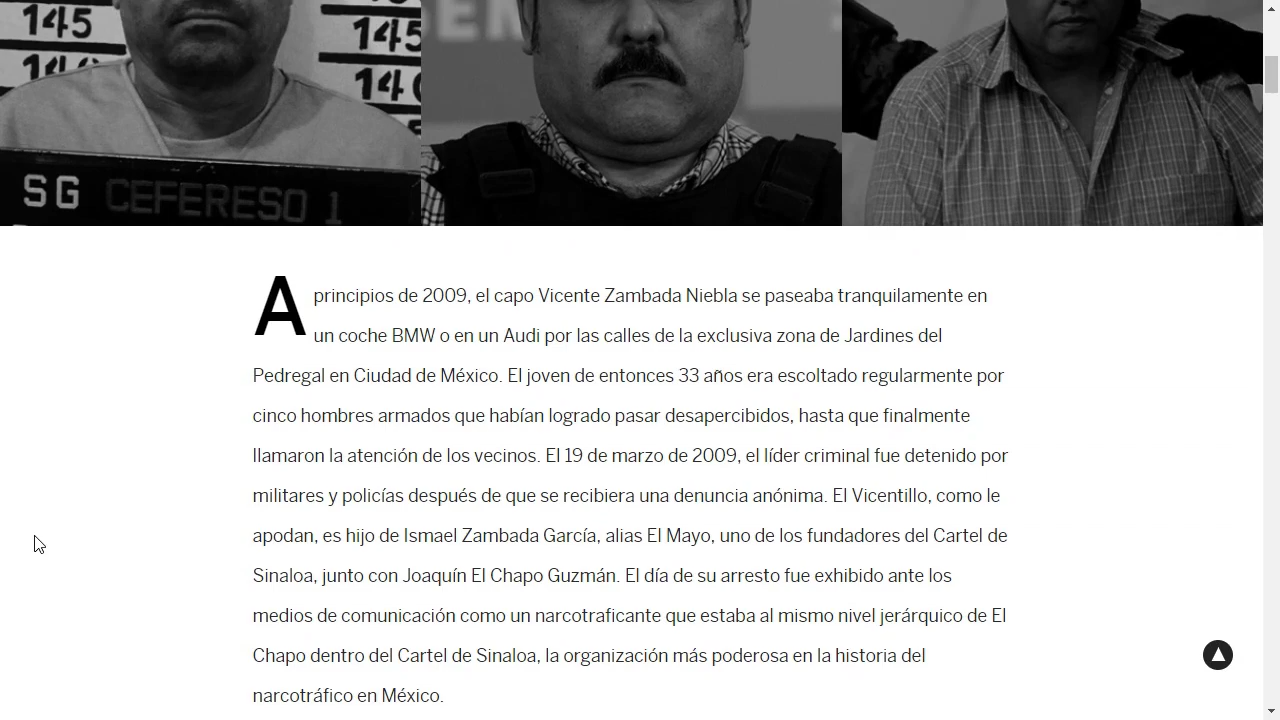 145
145
140
SG CEFERESO 1
A principios de 2009, el capo Vicente Zambada Niebla se paseaba tranquilamente en
un coche BMW o en un Audi por las calles de la exclusiva zona de Jardines del
Pedregal en Ciudad de México. El joven de entonces 33 años era escoltado regularmente por
cinco hombres armados que habían logrado pasar desapercibidos, hasta que finalmente
llamaron la atención de los vecinos. El 19 de marzo de 2009, el líder criminal fue detenido por
militares y policías después de que se recibiera una denuncia anónima. El Vicentillo, como le
apodan, es hijo de Ismael Zambada García, alias El Mayo, uno de los fundadores del Cartel de
Sinaloa, junto con Joaquín El Chapo Guzmán. El día de su arresto fue exhibido ante los
medios de comunicación como un narcotraficante que estaba al mismo nivel jerárquico de El
Chapo dentro del Cartel de Sinaloa, la organización más poderosa en la historia del
narcotráfico en México.